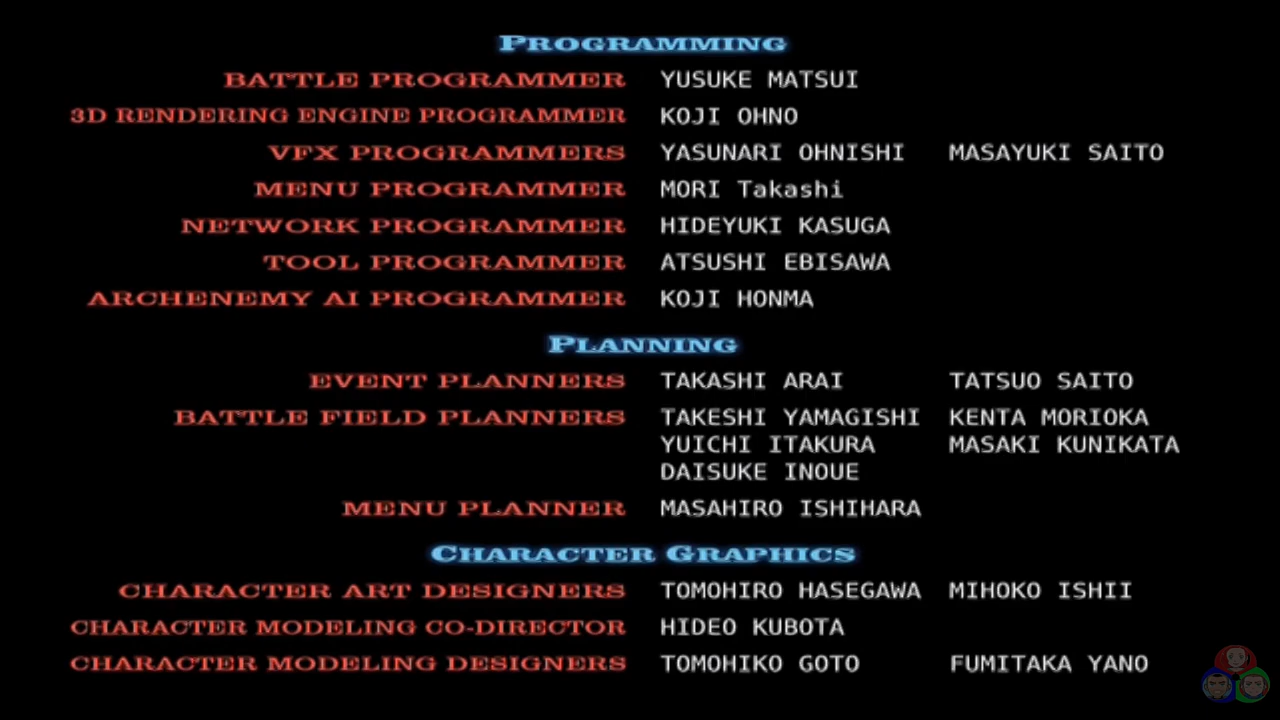 PROGRAMMING
BATTLE PROGRAMMER YUSUKE MATSUI
3D RENDERING ENGINE PROGRAMMER KOJI OHNO
VFX PROGRAMMERS YASUNARI OHNISHI MASAYUKI SAITO
MENU PROGRAMMER MORI Takashi
NETWORK PROGRAMMER HIDEYUKI KASUGA
TOOL PROGRAMMER ATSUSHI EBISAWA
ARCHENEMY AI PROGRAMMER KOJI HONMA
PLANNING
EVENT PLANNERS TAKASHI ARAI TATSUO SAITO
BATTLE FIELD PLANNERS TAKESHI YAMAGISHI KENTA MORIOKA
YUICHI ITAKURA MASAKI KUNIKATA
DAISUKE INOUE
MENU PLANNER MASAHIRO ISHIHARA
CHARACTER GRAPHICS
CHARACTER ART DESIGNERS TOMOHIRO HASEGAWA MIHOKO ISHII
CHARACTER MODELING CO-DIRECTOR HIDEO KUBOTA
CHARACTER MODELING DESIGNERS TOMOHIKO GOTO FUMITAKA YANO